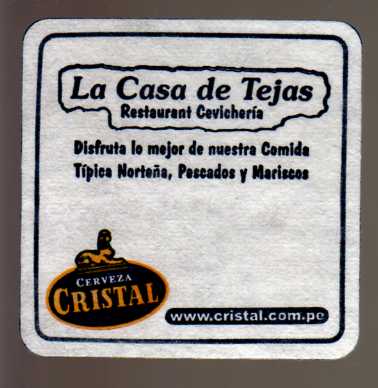 La Casa de Tejas
Restaurant Cevichería
Disfruta lo mejor de nuestra Comida
Típica Norteña, Pescados y Mariscos
CERVEZA
CRISTAL
www.cristal.com.pe